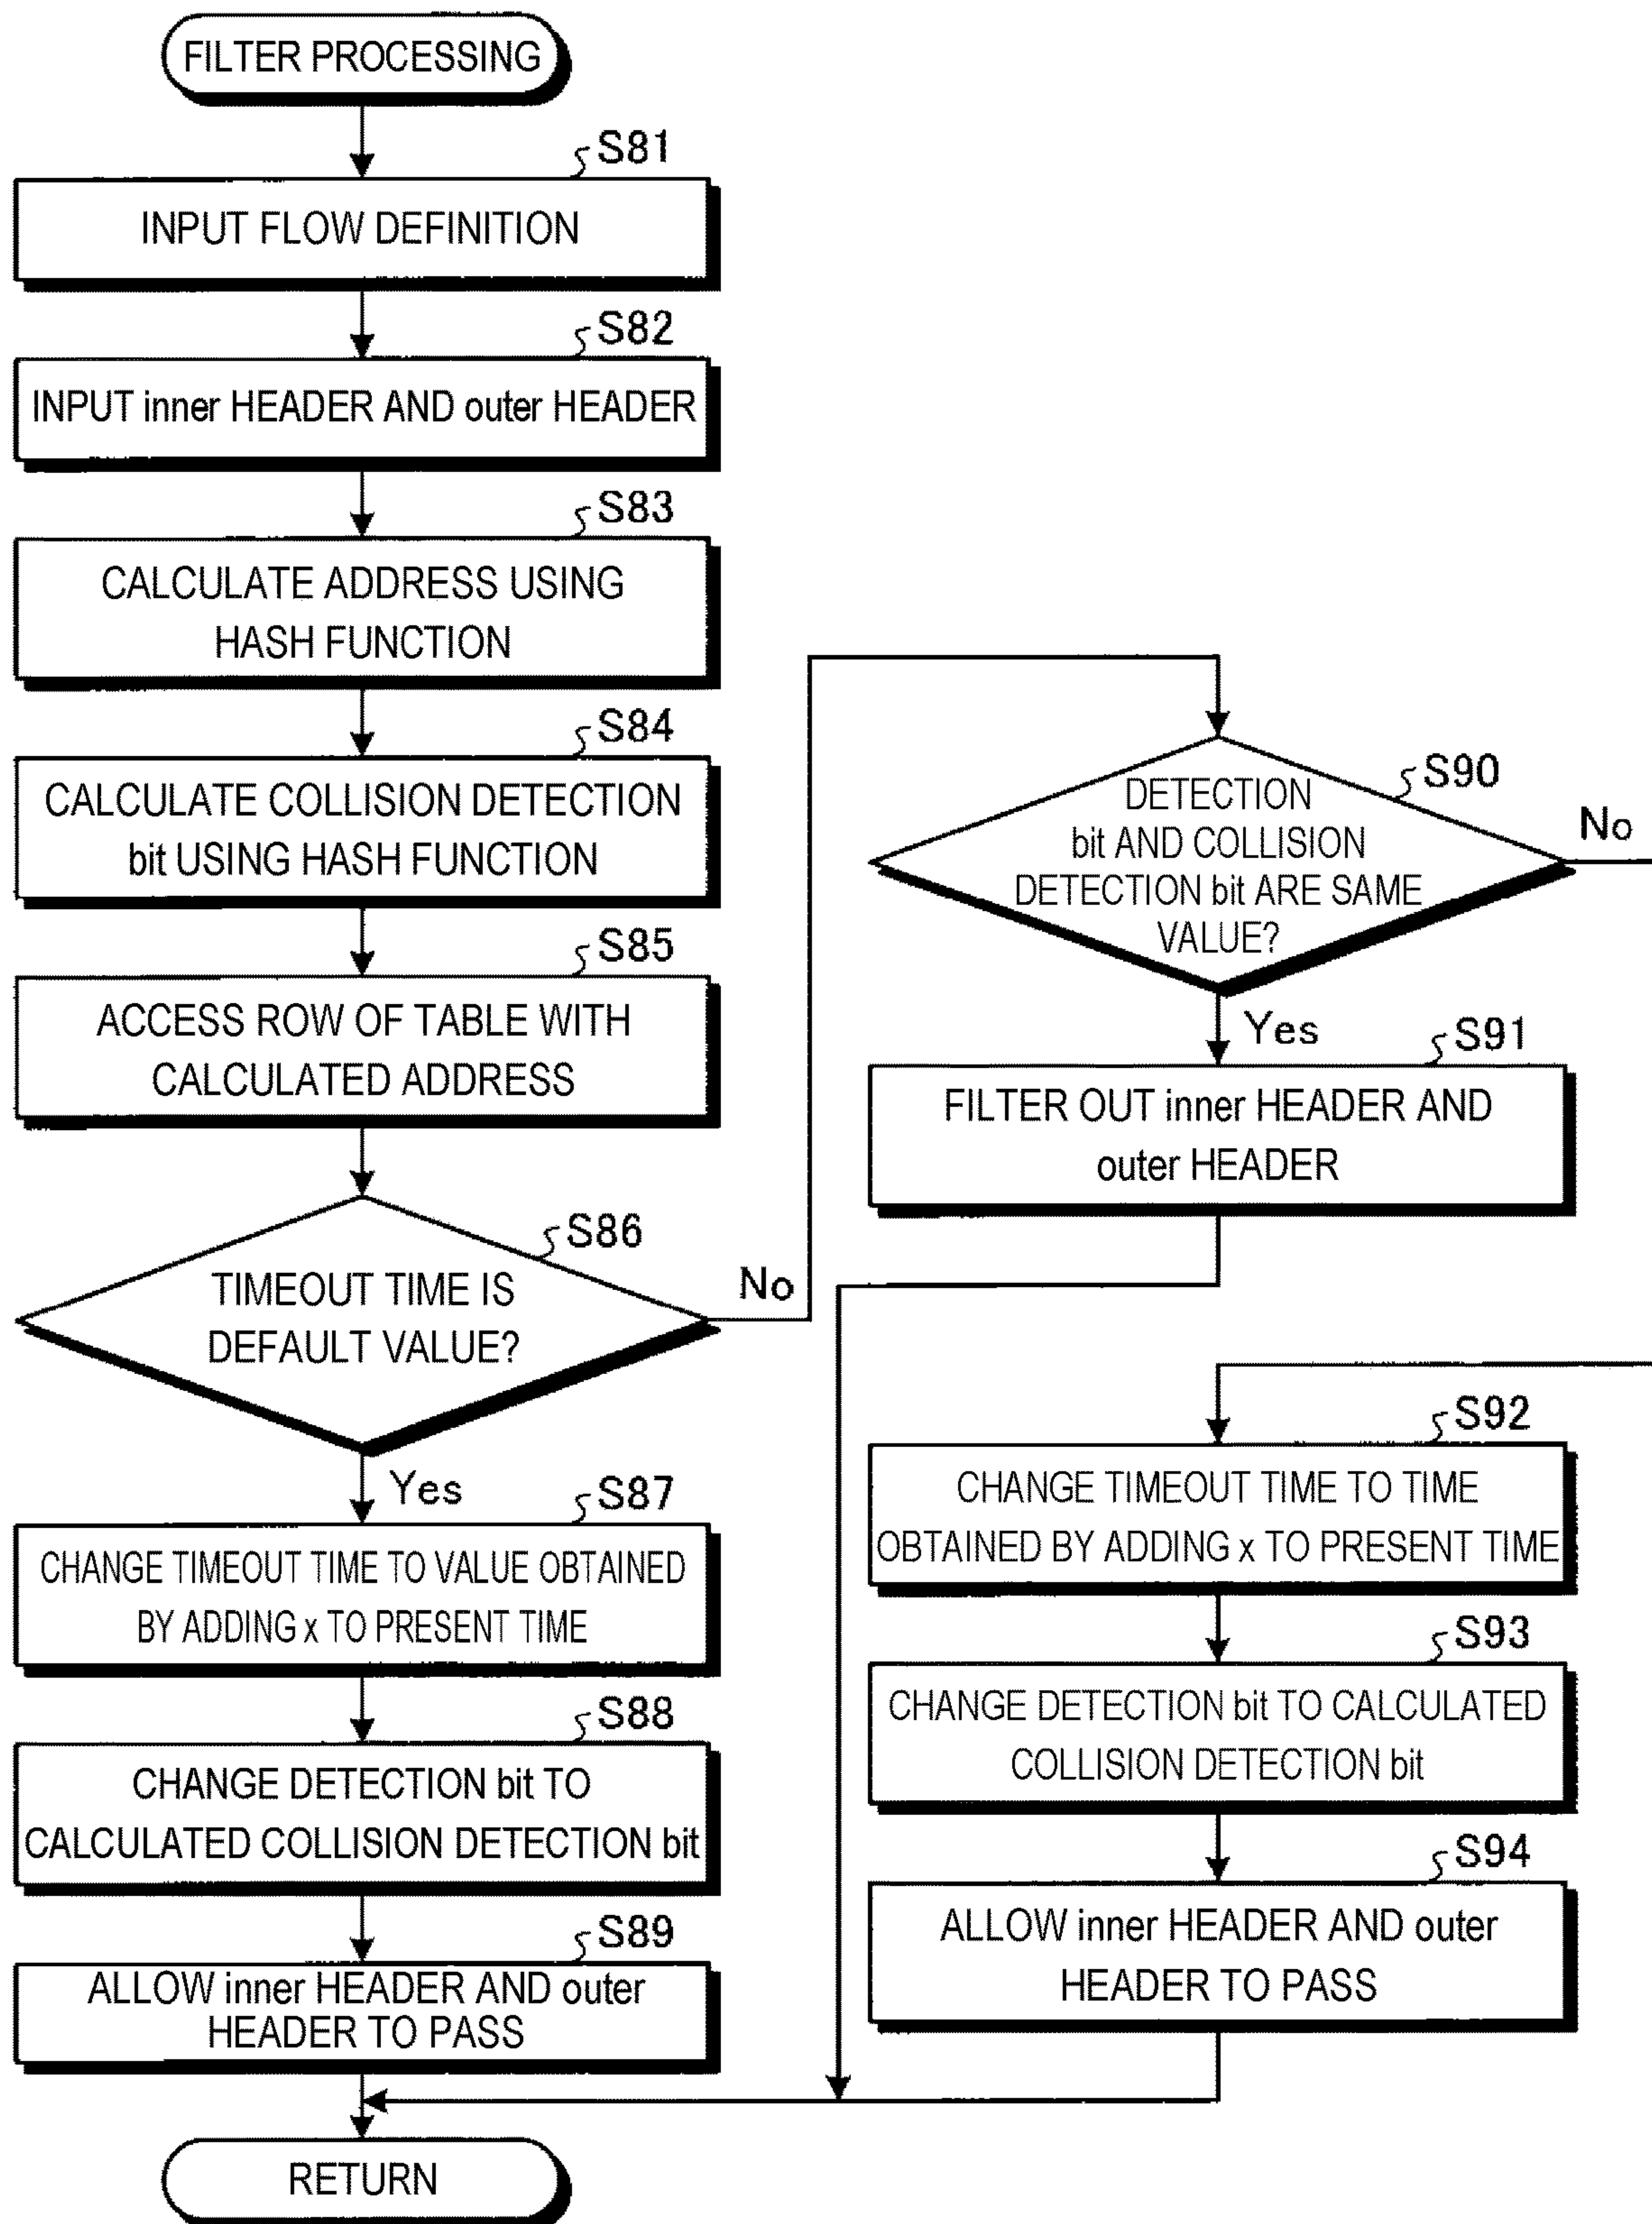 FILTER PROCESSING
S81
INPUT FLOW DEFINITION
S82
INPUT inner HEADER AND outer HEADER
S83
CALCULATE ADDRESS USING
HASH FUNCTION
S84
CALCULATE COLLISION DETECTION
bit USING HASH FUNCTION
S85
ACCESS ROW OF TABLE WITH
CALCULATED ADDRESS
S86
TIMEOUT TIME IS
DEFAULT VALUE?
No
Yes
S87
CHANGE TIMEOUT TIME TO VALUE OBTAINED
BY ADDING x TO PRESENT TIME
S88
CHANGE DETECTION bit TO
CALCULATED COLLISION DETECTION bit
S89
ALLOW inner HEADER AND outer
HEADER TO PASS
RETURN
S90
DETECTION
bit AND COLLISION
DETECTION bit ARE SAME
VALUE?
No
Yes
S91
FILTER OUT inner HEADER AND
outer HEADER
S92
CHANGE TIMEOUT TIME TO TIME
OBTAINED BY ADDING x TO PRESENT TIME
S93
CHANGE DETECTION bit TO CALCULATED
COLLISION DETECTION bit
S94
ALLOW inner HEADER AND outer
HEADER TO PASS